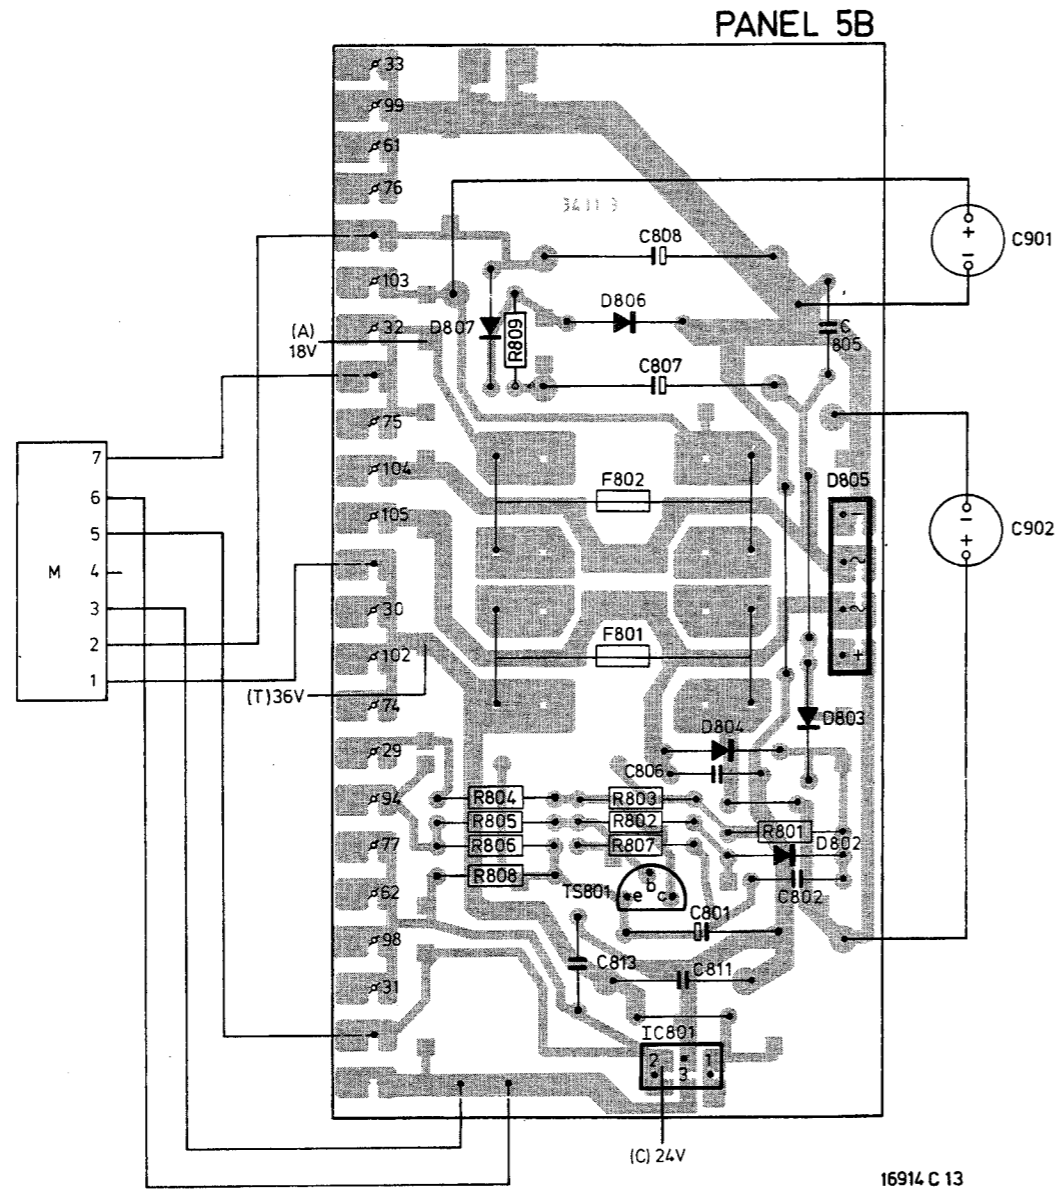 PANEL 5B
33
99
61
76
3411 3
C808
+
−
C901
103
32
(A)
18V
D807
R809
D806
C
805
C807
75
7
104
F802
D805
6
105
−
−
+
C902
5
M
4
~
3
30
~
2
F801
1
102
+
(T)36V
74
D804
D803
29
C806
94
R804
R803
R805
R802
R801
77
R806
R807
D802
62
R808
TS801
b
e
c
C802
C801
98
C813
C811
31
IC801
2
3
1
(C) 24V
16914 C 13